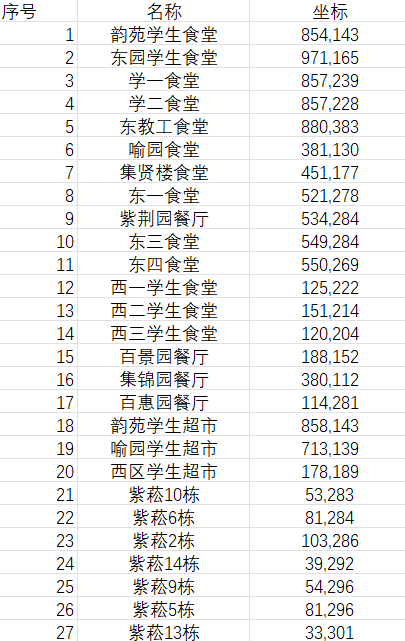 序号 名称 坐标
1 韵苑学生食堂 854,143
2 东园学生食堂 971,165
3 学一食堂 857,239
4 学二食堂 857,228
5 东教工食堂 880,383
6 喻园食堂 381,130
7 集贤楼食堂 451,177
8 东一食堂 521,278
9 紫荆园餐厅 534,284
10 东三食堂 549,284
11 东四食堂 550,269
12 西一学生食堂 125,222
13 西二学生食堂 151,214
14 西三学生食堂 120,204
15 百景园餐厅 188,152
16 集锦园餐厅 380,112
17 百惠园餐厅 114,281
18 韵苑学生超市 858,143
19 喻园学生超市 713,139
20 西区学生超市 178,189
21 紫菘10栋 53,283
22 紫菘6栋 81,284
23 紫菘2栋 103,286
24 紫菘14栋 39,292
25 紫菘9栋 54,296
26 紫菘5栋 81,296
27 紫菘13栋 33,301